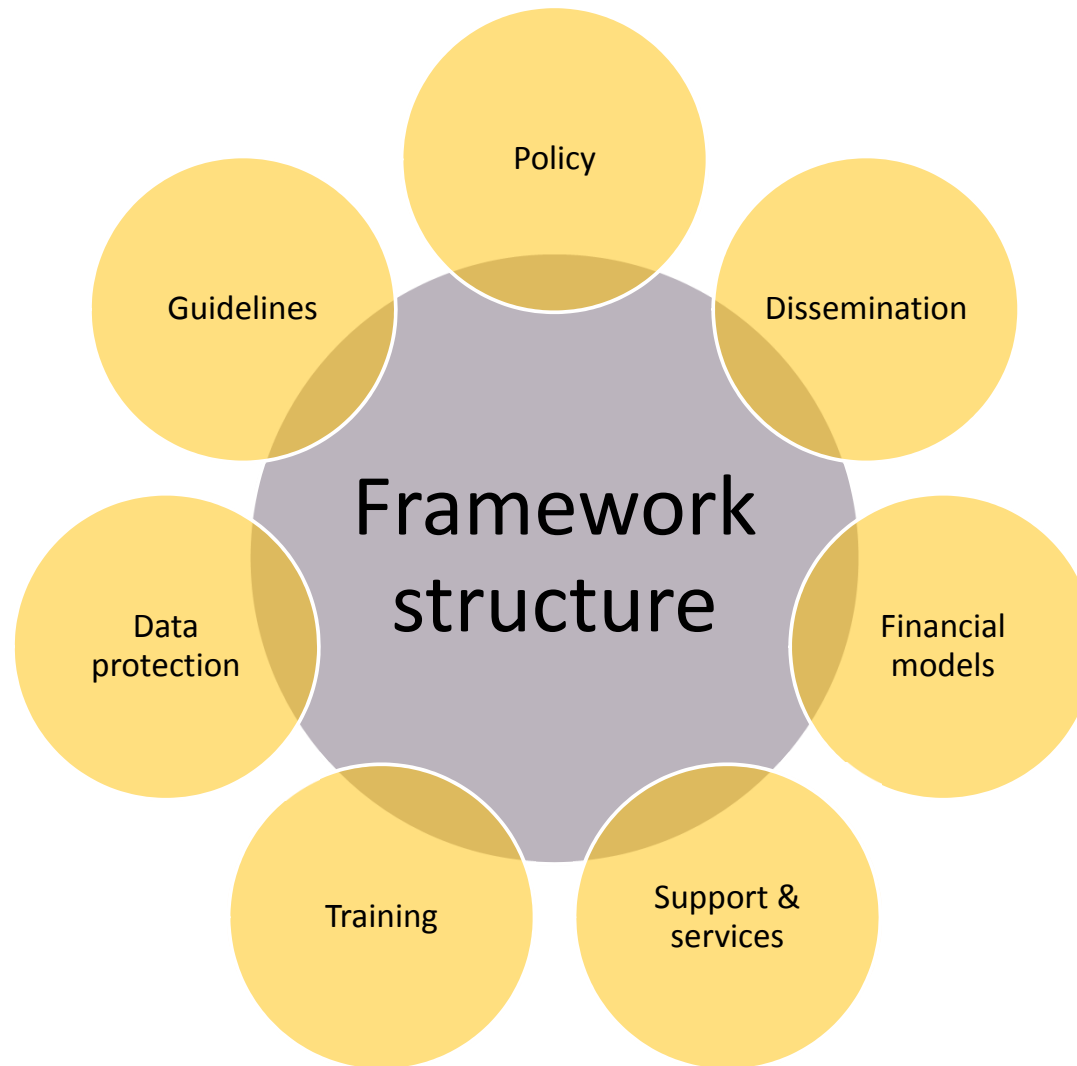 Policy
Dissemination
Guidelines
Framework
structure
Data
protection
Financial
models
Training
Support &
services